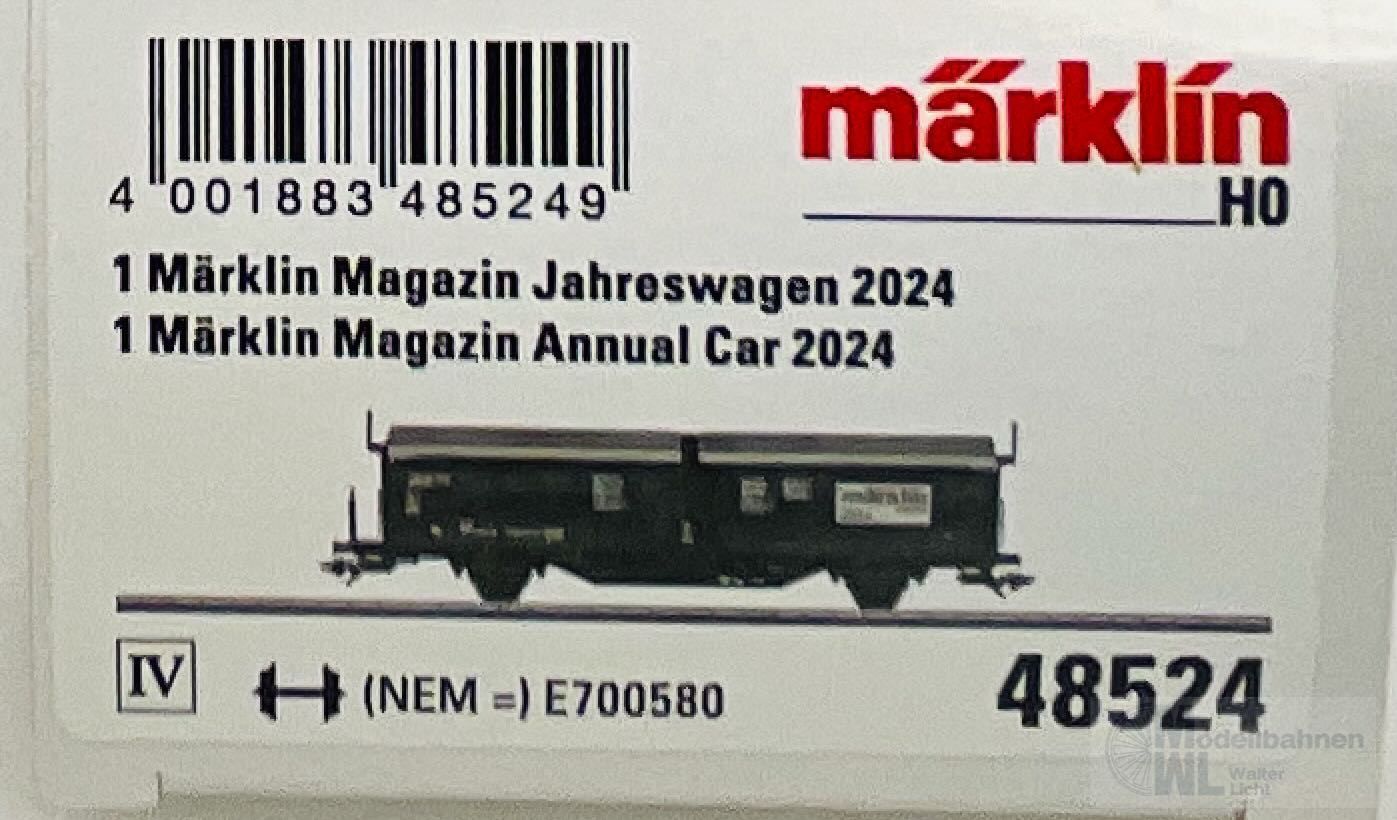 4 001883 485249
märklín
H0
1 Märklin Magazin Jahreswagen 2024
1 Märklin Magazin Annual Car 2024
IV (NEM =) E700580
48524
Modellbahnen
WL Walter
Licht